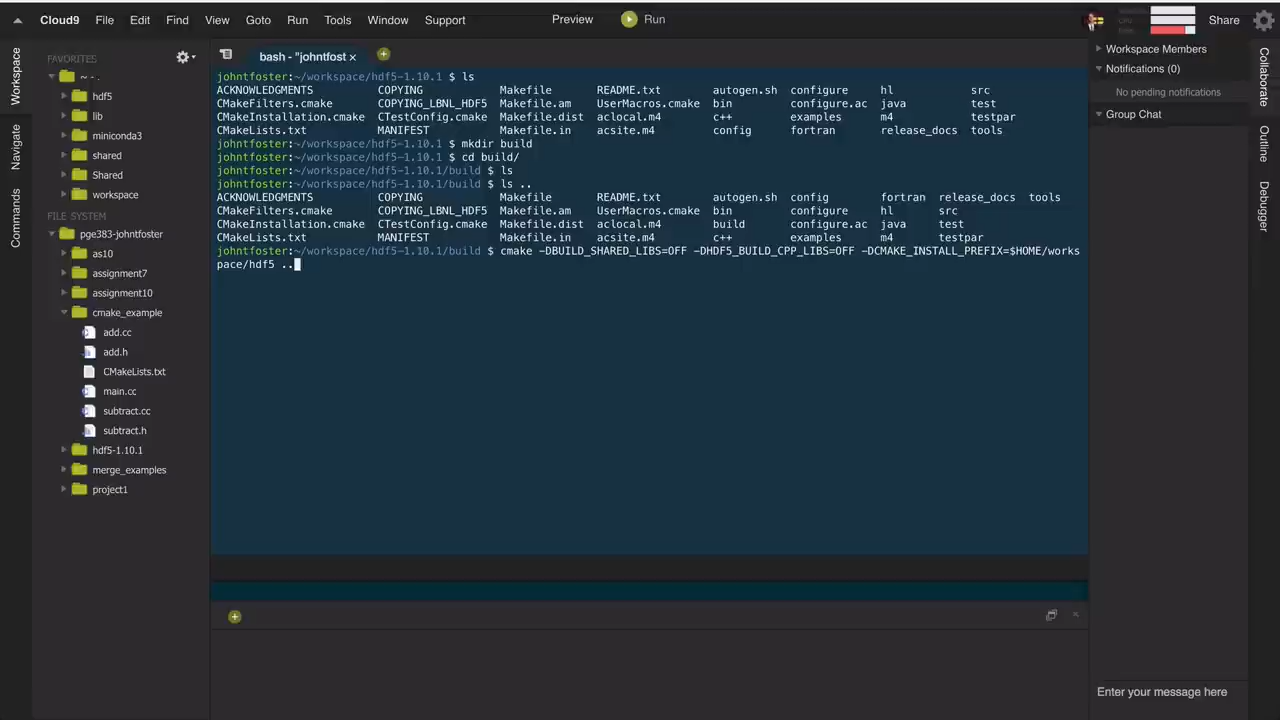 Cloud9 File Edit Find View Goto Run Tools Window Support Preview Run Share
Workspace
Navigate
Commands
FAVORITES
~ - .
hdf5
lib
miniconda3
shared
Shared
workspace
FILE SYSTEM
pge383-johntfoster
as10
assignment7
assignment10
cmake_example
add.cc
add.h
CMakeLists.txt
main.cc
subtract.cc
subtract.h
hdf5-1.10.1
merge_examples
project1
bash - "johntfost ×
johntfoster:~/workspace/hdf5-1.10.1 $ ls
ACKNOWLEDGMENTS COPYING Makefile README.txt autogen.sh configure hl src
CMakeFilters.cmake COPYING_LBNL_HDF5 Makefile.am UserMacros.cmake bin configure.ac java test
CMakeInstallation.cmake CTestConfig.cmake Makefile.dist aclocal.m4 c++ examples m4 testpar
CMakeLists.txt MANIFEST Makefile.in acsite.m4 config fortran release_docs tools
johntfoster:~/workspace/hdf5-1.10.1 $ mkdir build
johntfoster:~/workspace/hdf5-1.10.1 $ cd build/
johntfoster:~/workspace/hdf5-1.10.1/build $ ls
johntfoster:~/workspace/hdf5-1.10.1/build $ ls ..
ACKNOWLEDGMENTS COPYING Makefile README.txt autogen.sh config fortran release_docs tools
CMakeFilters.cmake COPYING_LBNL_HDF5 Makefile.am UserMacros.cmake bin configure hl src
CMakeInstallation.cmake CTestConfig.cmake Makefile.dist aclocal.m4 build configure.ac java test
CMakeLists.txt MANIFEST Makefile.in acsite.m4 c++ examples m4 testpar
johntfoster:~/workspace/hdf5-1.10.1/build $ cmake -DBUILD_SHARED_LIBS=OFF -DHDF5_BUILD_CPP_LIBS=OFF -DCMAKE_INSTALL_PREFIX=$HOME/works
pace/hdf5 ..
Workspace Members
Notifications (0)
No pending notifications
Group Chat
Enter your message here
Collaborate
Outline
Debugger